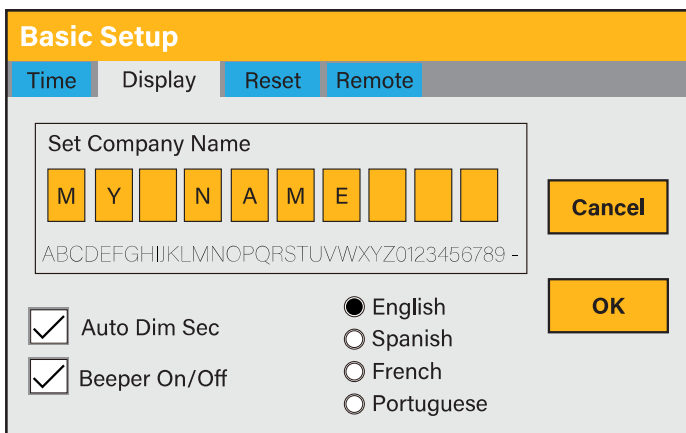 Basic Setup
Time Display Reset Remote
Set Company Name
M Y N A M E
ABCDEFGHIJKLMNOPQRSTUVWXYZ0123456789 -
Cancel
OK
Auto Dim Sec
Beeper On/Off
English
Spanish
French
Portuguese